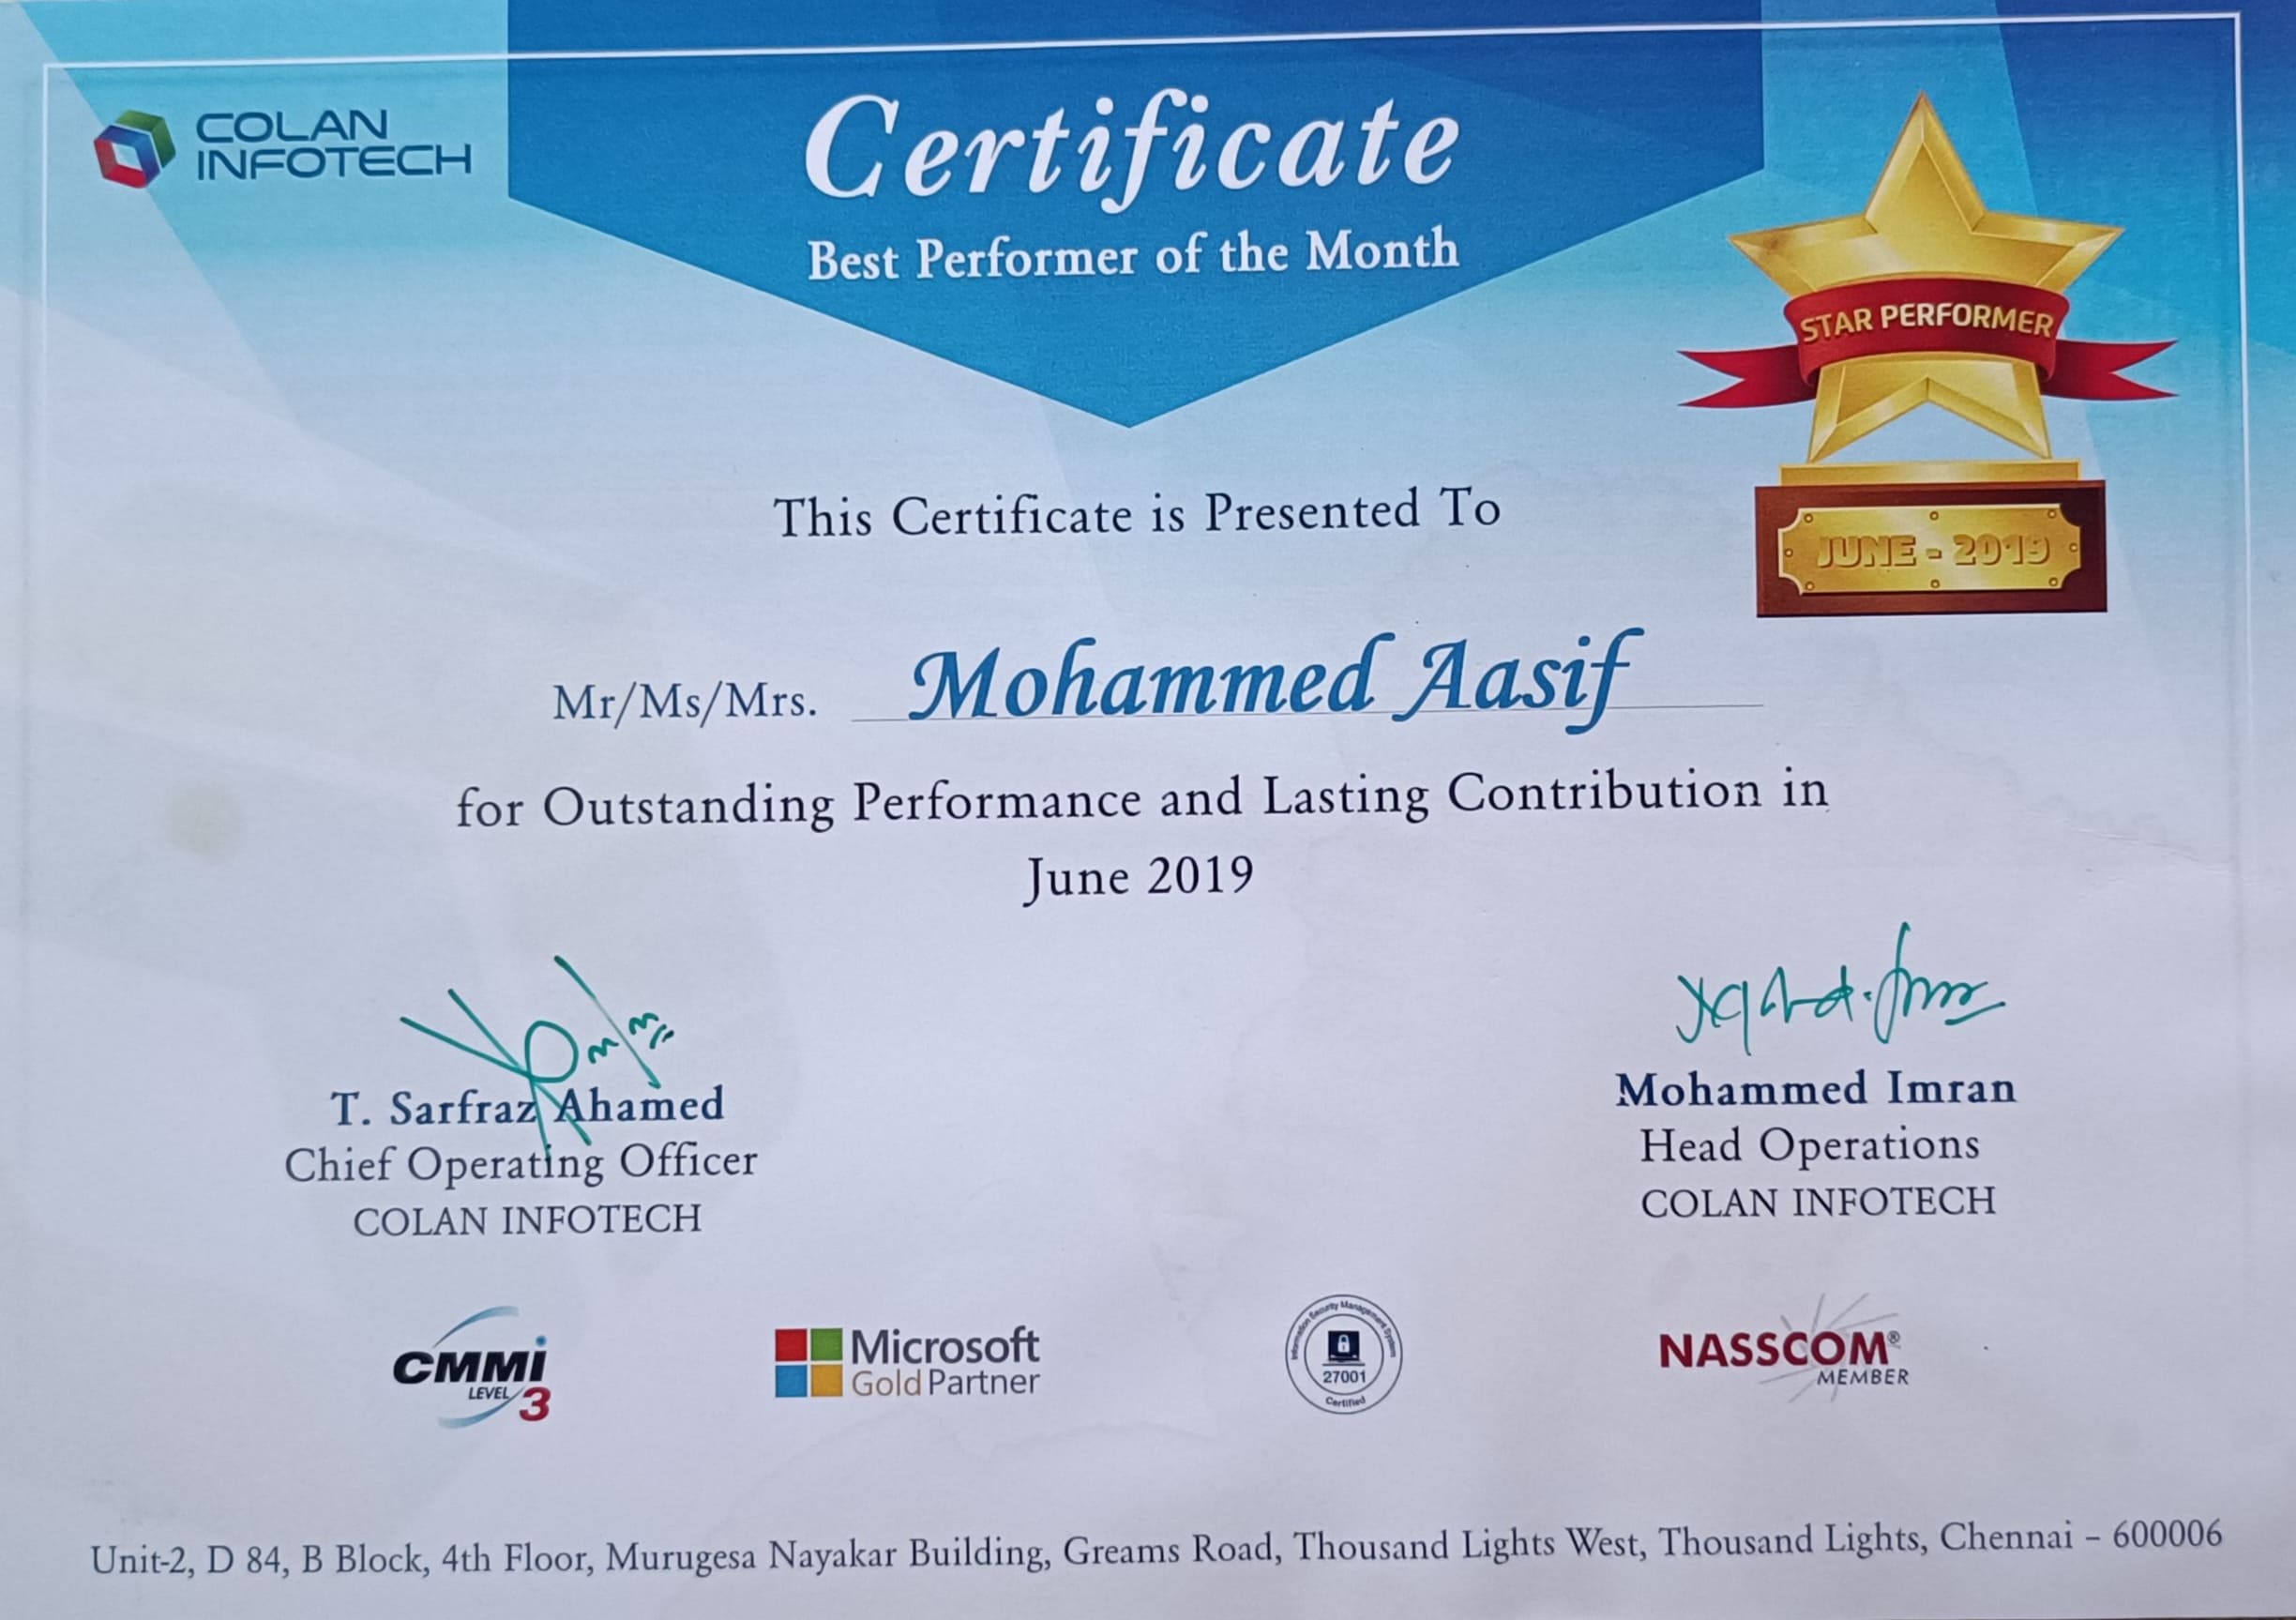 COLAN
INFOTECH
Certificate
Best Performer of the Month
STAR PERFORMER
JUNE - 2019
This Certificate is Presented To
Mr/Ms/Mrs. Mohammed Aasif
for Outstanding Performance and Lasting Contribution in
June 2019
T. Sarfraz Ahamed
Chief Operating Officer
COLAN INFOTECH
Mohammed Imran
Head Operations
COLAN INFOTECH
CMMi
LEVEL 3
Microsoft
Gold Partner
Information Security Management System
27001
Certified
NASSCOM®
MEMBER
Unit-2, D 84, B Block, 4th Floor, Murugesa Nayakar Building, Greams Road, Thousand Lights West, Thousand Lights, Chennai – 600006